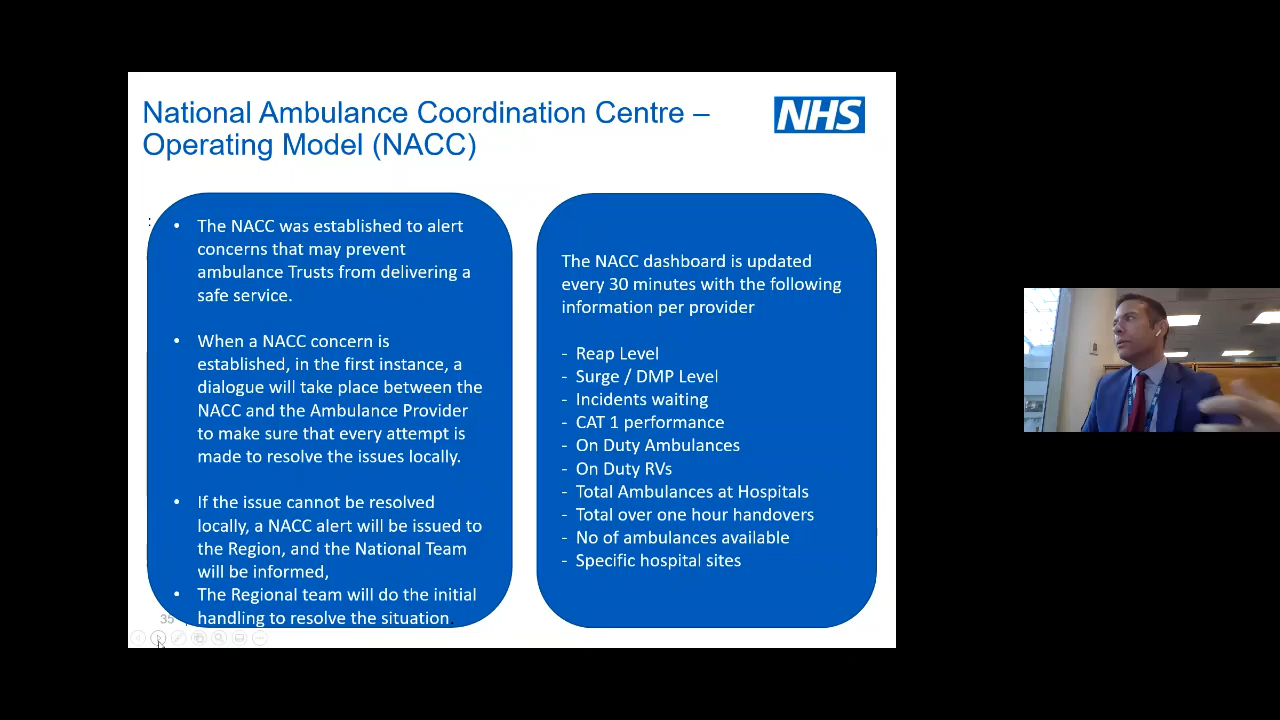 National Ambulance Coordination Centre –
Operating Model (NACC)
NHS
:
• The NACC was established to alert
concerns that may prevent
ambulance Trusts from delivering a
safe service.
• When a NACC concern is
established, in the first instance, a
dialogue will take place between the
NACC and the Ambulance Provider
to make sure that every attempt is
made to resolve the issues locally.
• If the issue cannot be resolved
locally, a NACC alert will be issued to
the Region, and the National Team
will be informed,
• The Regional team will do the initial
handling to resolve the situation.
35 |
The NACC dashboard is updated
every 30 minutes with the following
information per provider
- Reap Level
- Surge / DMP Level
- Incidents waiting
- CAT 1 performance
- On Duty Ambulances
- On Duty RVs
- Total Ambulances at Hospitals
- Total over one hour handovers
- No of ambulances available
- Specific hospital sites